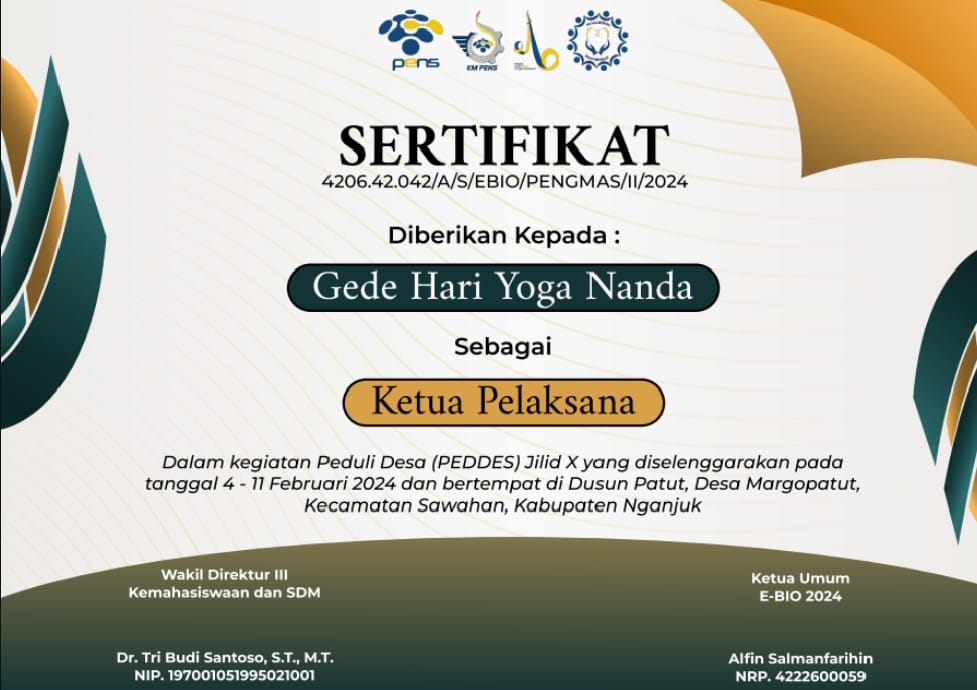 pens
KM PENS
SERTIFIKAT
4206.42.042/A/S/EBIO/PENGMAS/II/2024
Diberikan Kepada :
Gede Hari Yoga Nanda
Sebagai
Ketua Pelaksana
Dalam kegiatan Peduli Desa (PEDDES) Jilid X yang diselenggarakan pada
tanggal 4 - 11 Februari 2024 dan bertempat di Dusun Patut, Desa Margopatut,
Kecamatan Sawahan, Kabupaten Nganjuk
Wakil Direktur III
Kemahasiswaan dan SDM
Dr. Tri Budi Santoso, S.T., M.T.
NIP. 197001051995021001
Ketua Umum
E-BIO 2024
Alfin Salmanfarihin
NRP. 4222600059